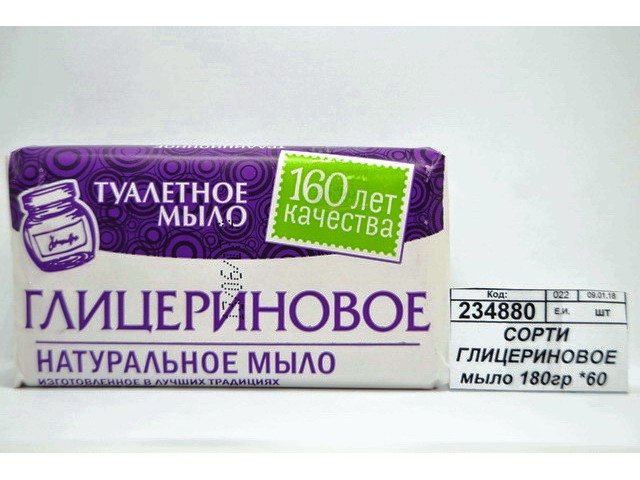 ТУАЛЕТНОЕ
МЫЛО
160 лет
качества
ГЛИЦЕРИНОВОЕ
НАТУРАЛЬНОЕ МЫЛО
ИЗГОТОВЛЕННОЕ В ЛУЧШИХ ТРАДИЦИЯХ
Код: 022 09.01.18
234880 Е.И. ШТ
СОРТИ
ГЛИЦЕРИНОВОЕ
мыло 180гр *60